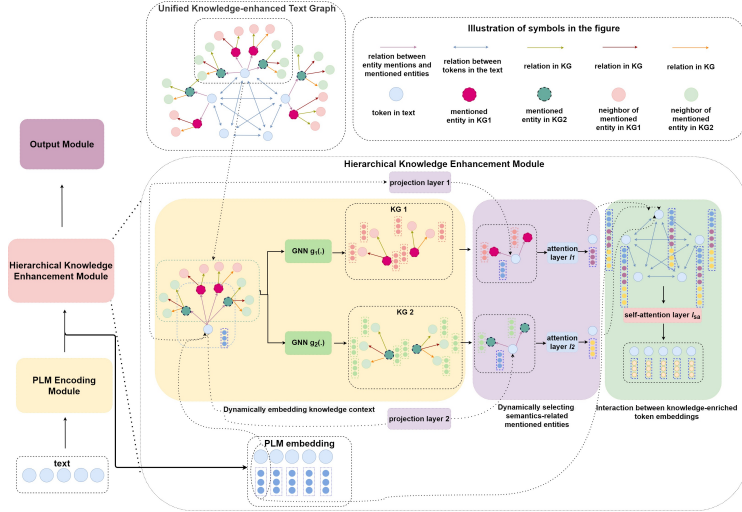 Unified Knowledge-enhanced Text Graph
Illustration of symbols in the figure
relation between
entity mentions and
mentioned entities
relation between
tokens in the text
relation in KG
relation in KG
relation in KG
token in text
mentioned
entity in KG1
mentioned
entity in KG2
neighbor of
mentioned
entity in KG1
neighbor of
mentioned
entity in KG2
Output Module
Hierarchical Knowledge
Enhancement Module
PLM Encoding
Module
text
Hierarchical Knowledge Enhancement Module
projection layer 1
KG 1
GNN g1(.)
attention
layer l1
KG 2
GNN g2(.)
attention
layer l2
self-attention layer lsa
Dynamically embedding knowledge context
projection layer 2
Dynamically selecting
semantics-related
mentioned entities
Interaction between knowledge-enriched
token embeddings
PLM embedding